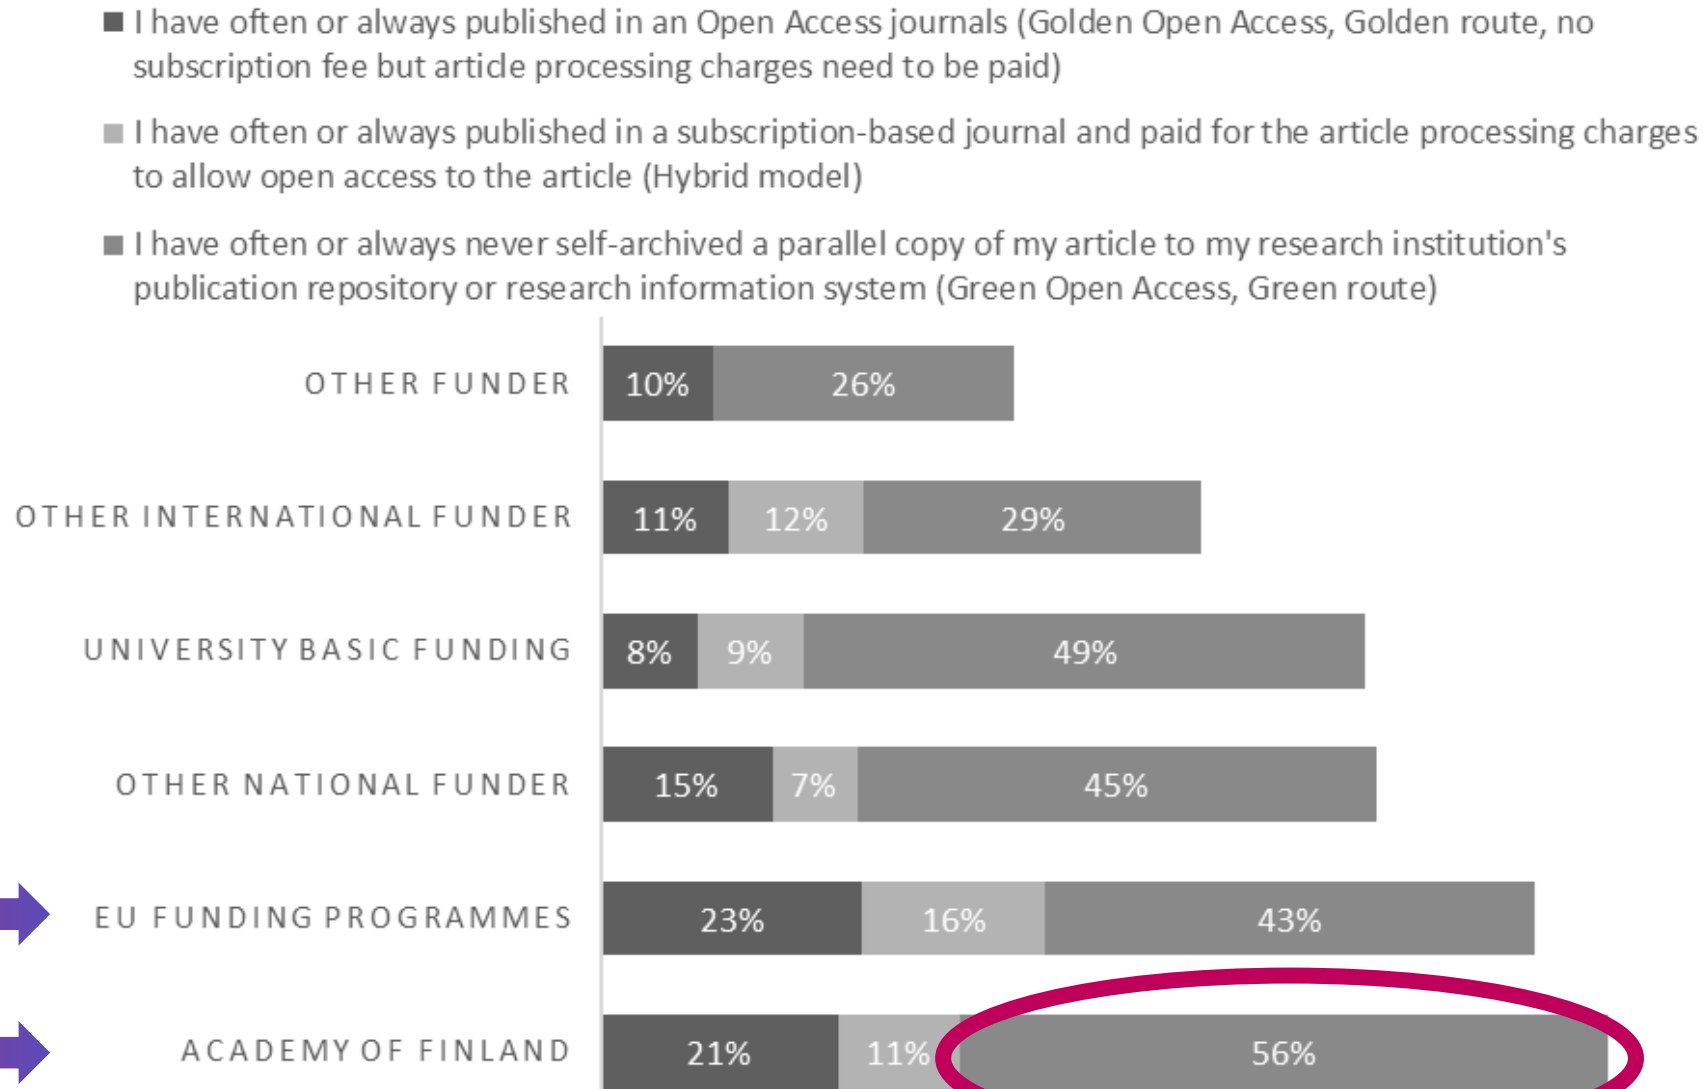 I have often or always published in an Open Access journals (Golden Open Access, Golden route, no
subscription fee but article processing charges need to be paid)
I have often or always published in a subscription-based journal and paid for the article processing charges
to allow open access to the article (Hybrid model)
I have often or always never self-archived a parallel copy of my article to my research institution's
publication repository or research information system (Green Open Access, Green route)
OTHER FUNDER 10% 26%
OTHER INTERNATIONAL FUNDER 11% 12% 29%
UNIVERSITY BASIC FUNDING 8% 9% 49%
OTHER NATIONAL FUNDER 15% 7% 45%
EU FUNDING PROGRAMMES 23% 16% 43%
ACADEMY OF FINLAND 21% 11% 56%